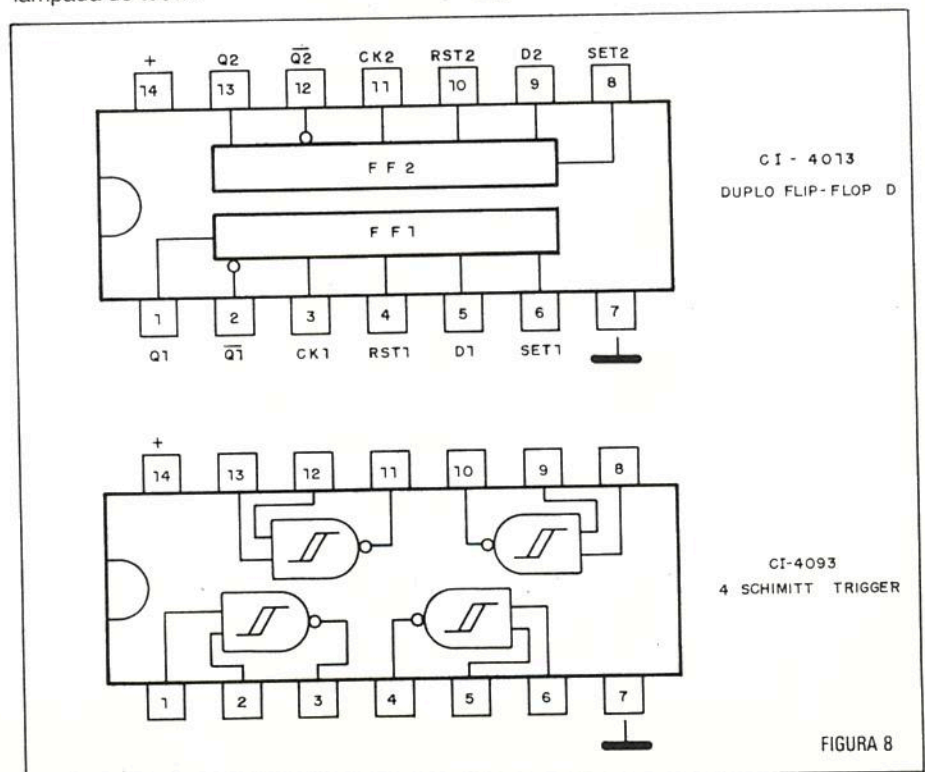 + Q2 Q2 CK2 RST2 D2 SET2
14 13 12 11 10 9 8
FF2
CI - 4013
DUPLO FLIP-FLOP D
FF1
1 2 3 4 5 6 7
Q1 Q1 CK1 RST1 D1 SET1
+
14 13 12 11 10 9 8
CI-4093
4 SCHIMITT TRIGGER
1 2 3 4 5 6 7
FIGURA 8